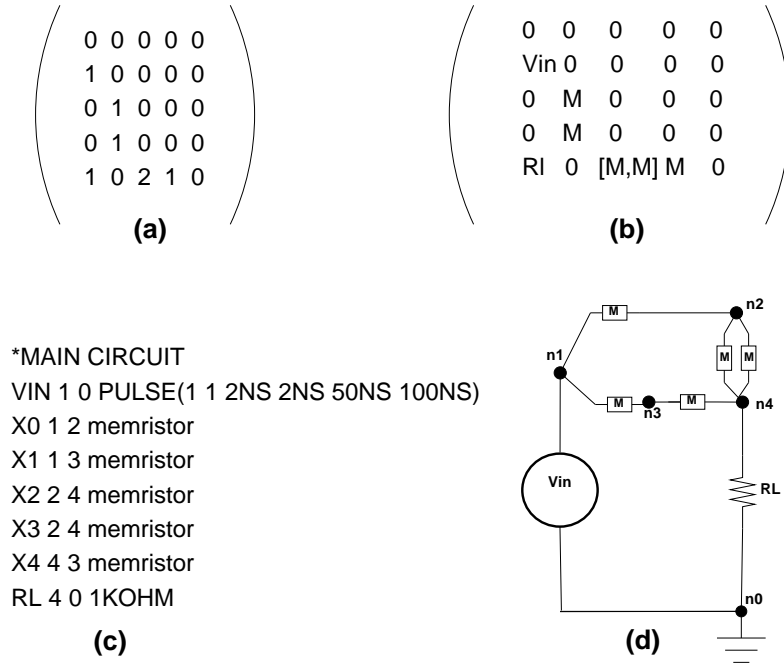 0 0 0 0 0
1 0 0 0 0
0 1 0 0 0
0 1 0 0 0
1 0 2 1 0
(a)
0 0 0 0 0
Vin 0 0 0 0
0 M 0 0 0
0 M 0 0 0
Rl 0 [M,M] M 0
(b)
*MAIN CIRCUIT
VIN 1 0 PULSE(1 1 2NS 2NS 50NS 100NS)
X0 1 2 memristor
X1 1 3 memristor
X2 2 4 memristor
X3 2 4 memristor
X4 4 3 memristor
RL 4 0 1KOHM
(c)
n2
M
n1
M M
M
n3
M
n4
Vin
RL
n0
(d)